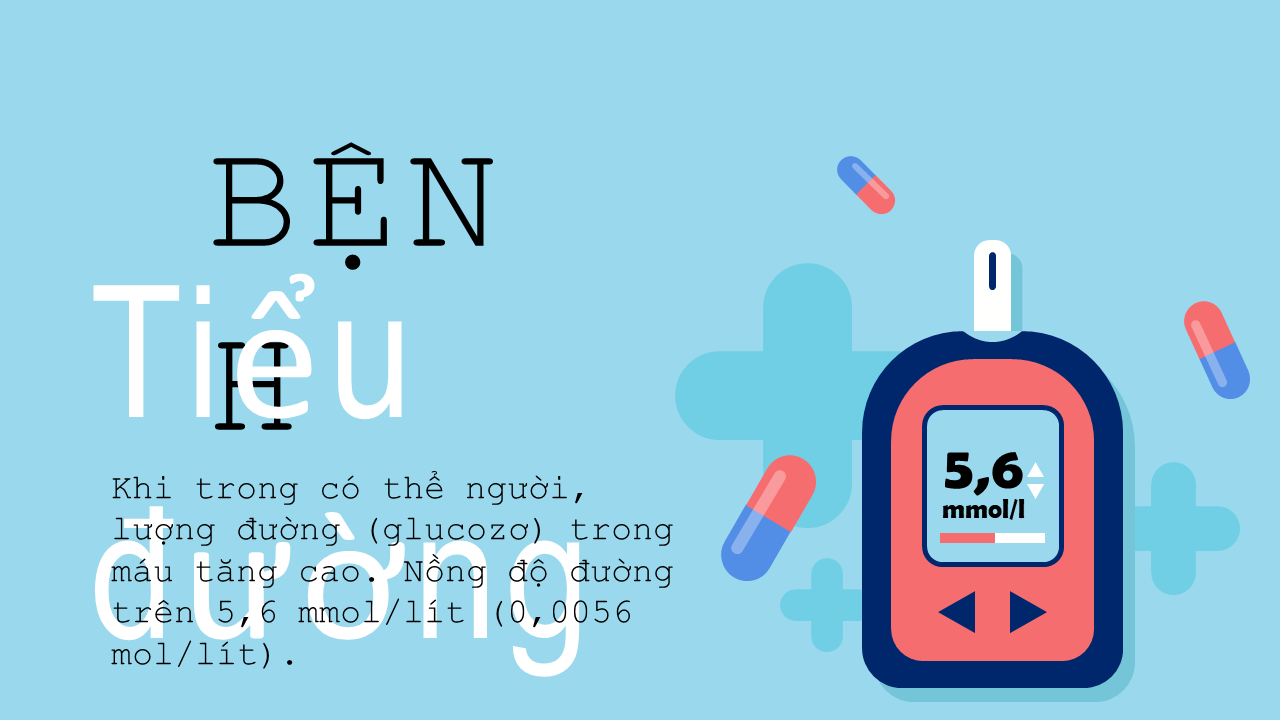 BỆN
H
Tiểu
đường
Khi trong có thể người,
lượng đường (glucozơ) trong
máu tăng cao. Nồng độ đường
trên 5,6 mmol/lít (0,0056
mol/lít).
5,6
mmol/l